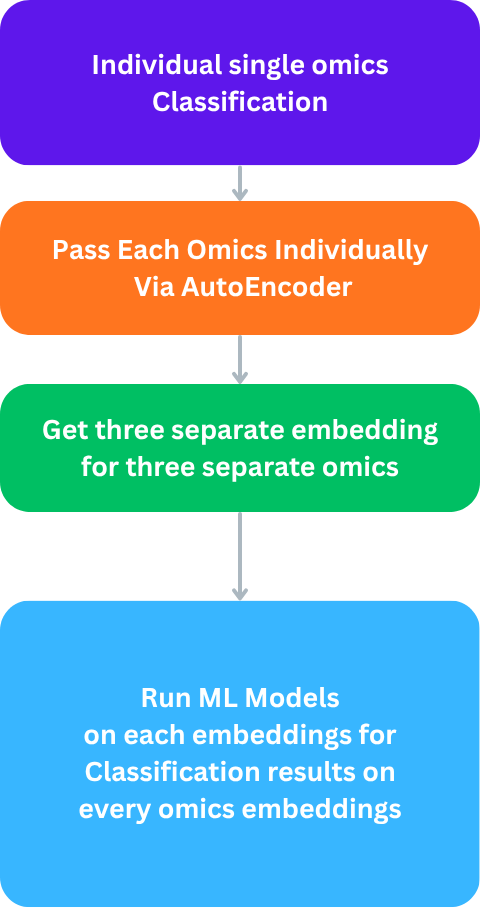 Individual single omics
Classification
Pass Each Omics Individually
Via AutoEncoder
Get three separate embedding
for three separate omics
Run ML Models
on each embeddings for
Classification results on
every omics embeddings